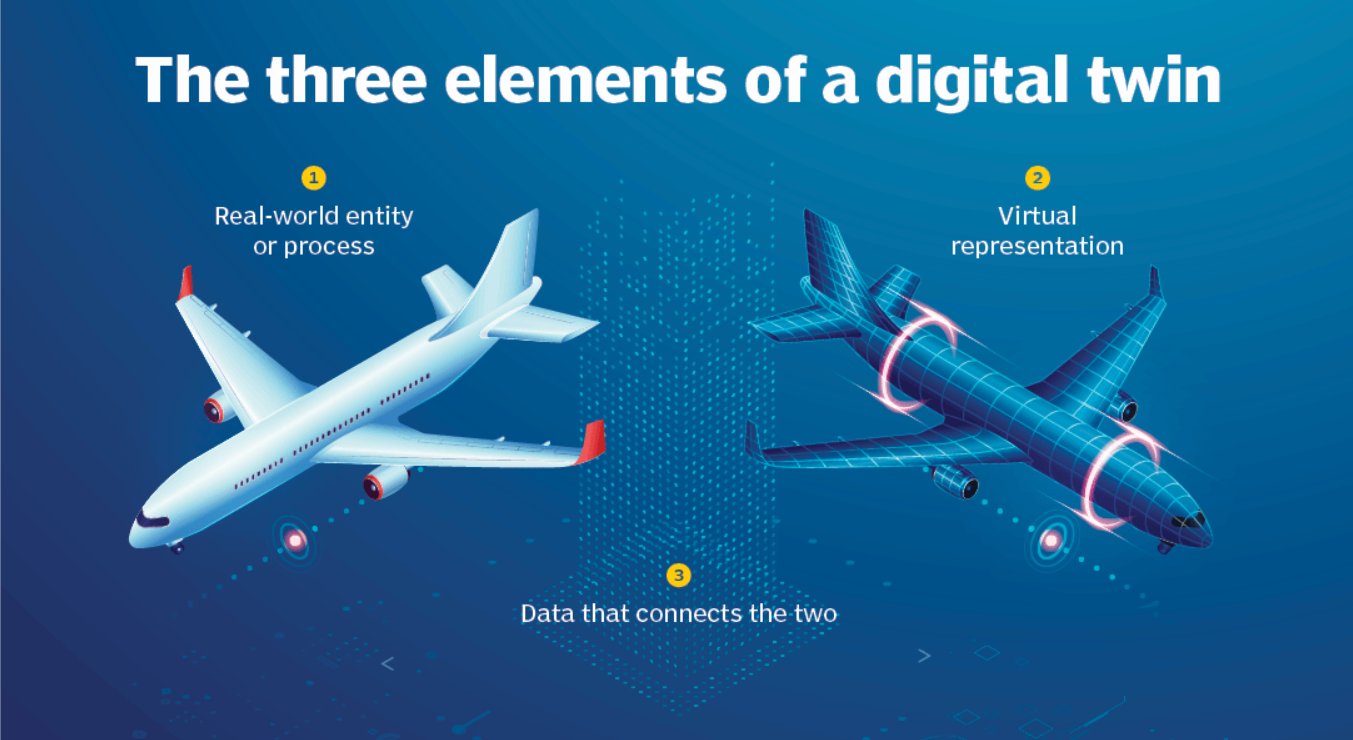 The three elements of a digital twin
1
Real-world entity
or process
2
Virtual
representation
3
Data that connects the two
< >